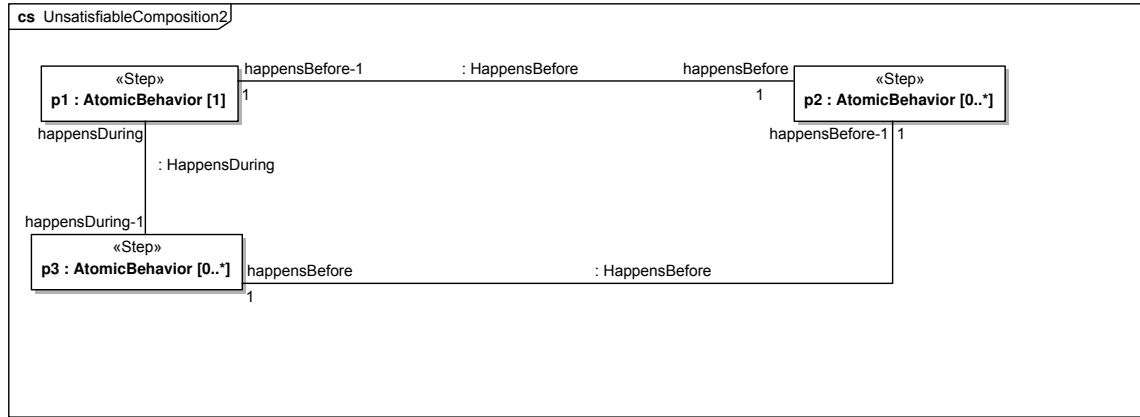 cs UnsatisfiableComposition2
happensBefore-1 : HappensBefore happensBefore
«Step»
p1 : AtomicBehavior [1]
1
1
«Step»
p2 : AtomicBehavior [0..*]
happensDuring
happensBefore-1 1
: HappensDuring
happensDuring-1
«Step»
p3 : AtomicBehavior [0..*]
happensBefore : HappensBefore
1